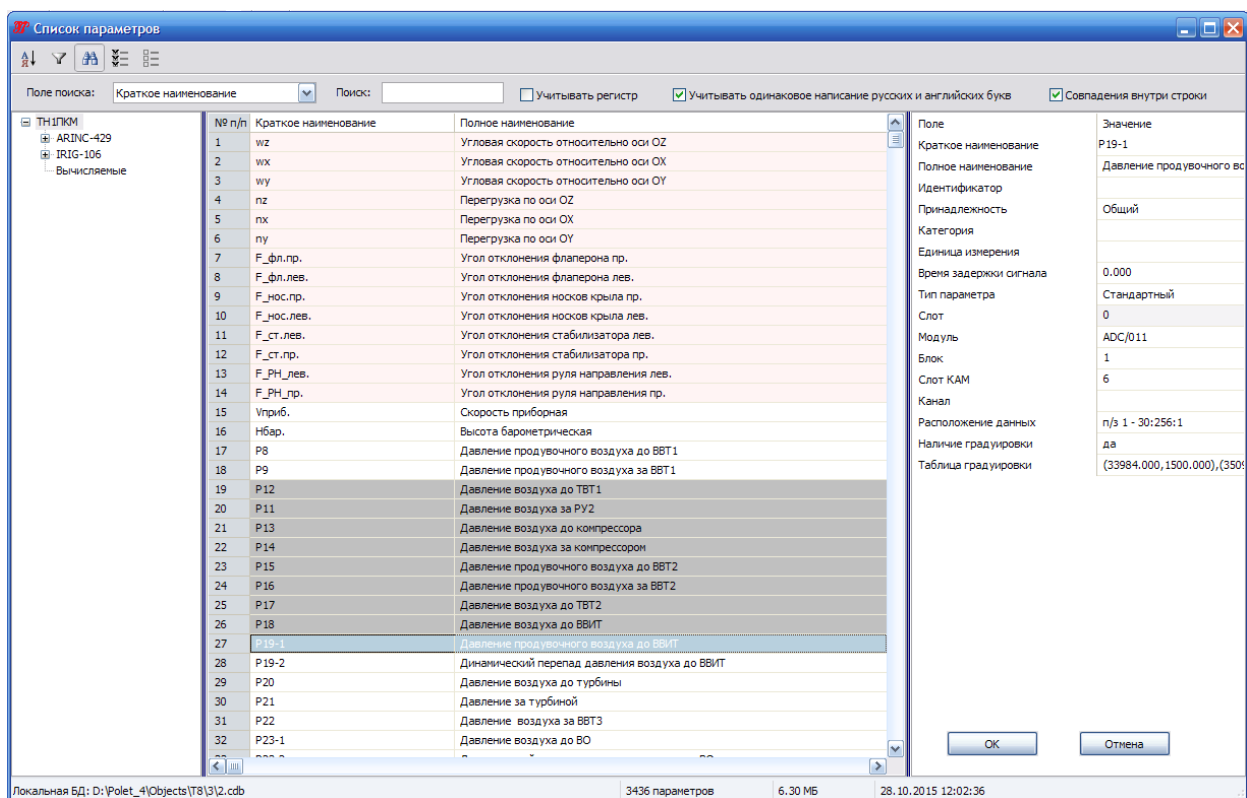 Список параметров
Поле поиска: Краткое наименование Поиск: Учитывать регистр Учитывать одинаковое написание русских и английских букв Совпадения внутри строки
ТН1ПКМ
ARINC-429
IRIG-106
Вычисляемые
№ п/п Краткое наименование Полное наименование
1 wz Угловая скорость относительно оси OZ
2 wx Угловая скорость относительно оси OX
3 wy Угловая скорость относительно оси OY
4 nz Перегрузка по оси OZ
5 nx Перегрузка по оси OX
6 ny Перегрузка по оси OY
7 F_фл.пр. Угол отклонения флаперона пр.
8 F_фл.лев. Угол отклонения флаперона лев.
9 F_нос.пр. Угол отклонения носков крыла пр.
10 F_нос.лев. Угол отклонения носков крыла лев.
11 F_ст.лев. Угол отклонения стабилизатора лев.
12 F_ст.пр. Угол отклонения стабилизатора пр.
13 F_РН_лев. Угол отклонения руля направления лев.
14 F_РН_пр. Угол отклонения руля направления пр.
15 Vприб. Скорость приборная
16 Hбар. Высота барометрическая
17 P8 Давление продувочного воздуха до ВВТ1
18 P9 Давление продувочного воздуха за ВВТ1
19 P12 Давление воздуха до ТВТ1
20 P11 Давление воздуха за РУ2
21 P13 Давление воздуха до компрессора
22 P14 Давление воздуха за компрессором
23 P15 Давление продувочного воздуха до ВВТ2
24 P16 Давление продувочного воздуха за ВВТ2
25 P17 Давление воздуха до ТВТ2
26 P18 Давление воздуха до ВВИТ
27 P19-1 Давление продувочного воздуха до ВВИТ
28 P19-2 Динамический перепад давления воздуха до ВВИТ
29 P20 Давление воздуха до турбины
30 P21 Давление за турбиной
31 P22 Давление воздуха за ВВТ3
32 P23-1 Давление воздуха до ВО
Поле Значение
Краткое наименование P19-1
Полное наименование Давление продувочного вс
Идентификатор
Принадлежность Общий
Категория
Единица измерения
Время задержки сигнала 0.000
Тип параметра Стандартный
Слот 0
Модуль ADC/011
Блок 1
Слот КАМ 6
Канал
Расположение данных п/з 1 - 30:256:1
Наличие градуировки да
Таблица градуировки (33984.000,1500.000),(3509
ОК Отмена
Локальная БД: D:\Polet_4\Objects\T8\3\2.cdb 3436 параметров 6.30 МБ 28.10.2015 12:02:36